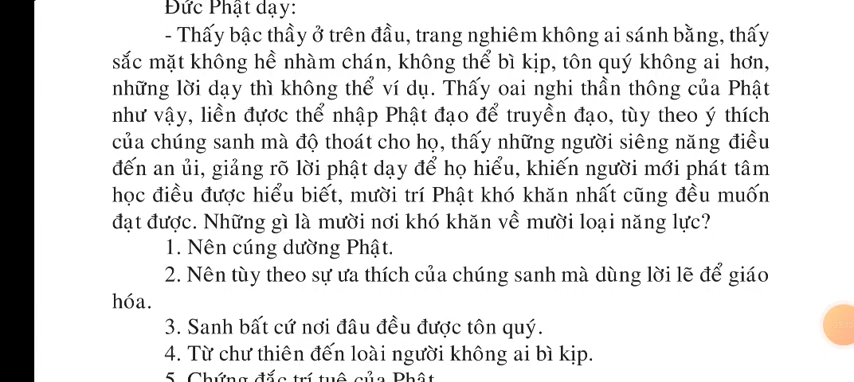 Đức Phật dạy:
- Thấy bậc thầy ở trên đầu, trang nghiêm không ai sánh bằng, thấy
sắc mặt không hề nhàm chán, không thể bì kịp, tôn quý không ai hơn,
những lời dạy thì không thể ví dụ. Thấy oai nghi thần thông của Phật
như vậy, liền đựơc thể nhập Phật đạo để truyền đạo, tùy theo ý thích
của chúng sanh mà độ thoát cho họ, thấy những người siêng năng điều
đến an ủi, giảng rõ lời phật dạy để họ hiểu, khiến người mới phát tâm
học điều được hiểu biết, mười trí Phật khó khăn nhất cũng đều muốn
đạt được. Những gì là mười nơi khó khăn về mười loại năng lực?
1. Nên cúng dường Phật.
2. Nên tùy theo sự ưa thích của chúng sanh mà dùng lời lẽ để giáo
hóa.
3. Sanh bất cứ nơi đâu đều được tôn quý.
4. Từ chư thiên đến loài người không ai bì kịp.
5. Chứng đắc trí tuệ của Phật